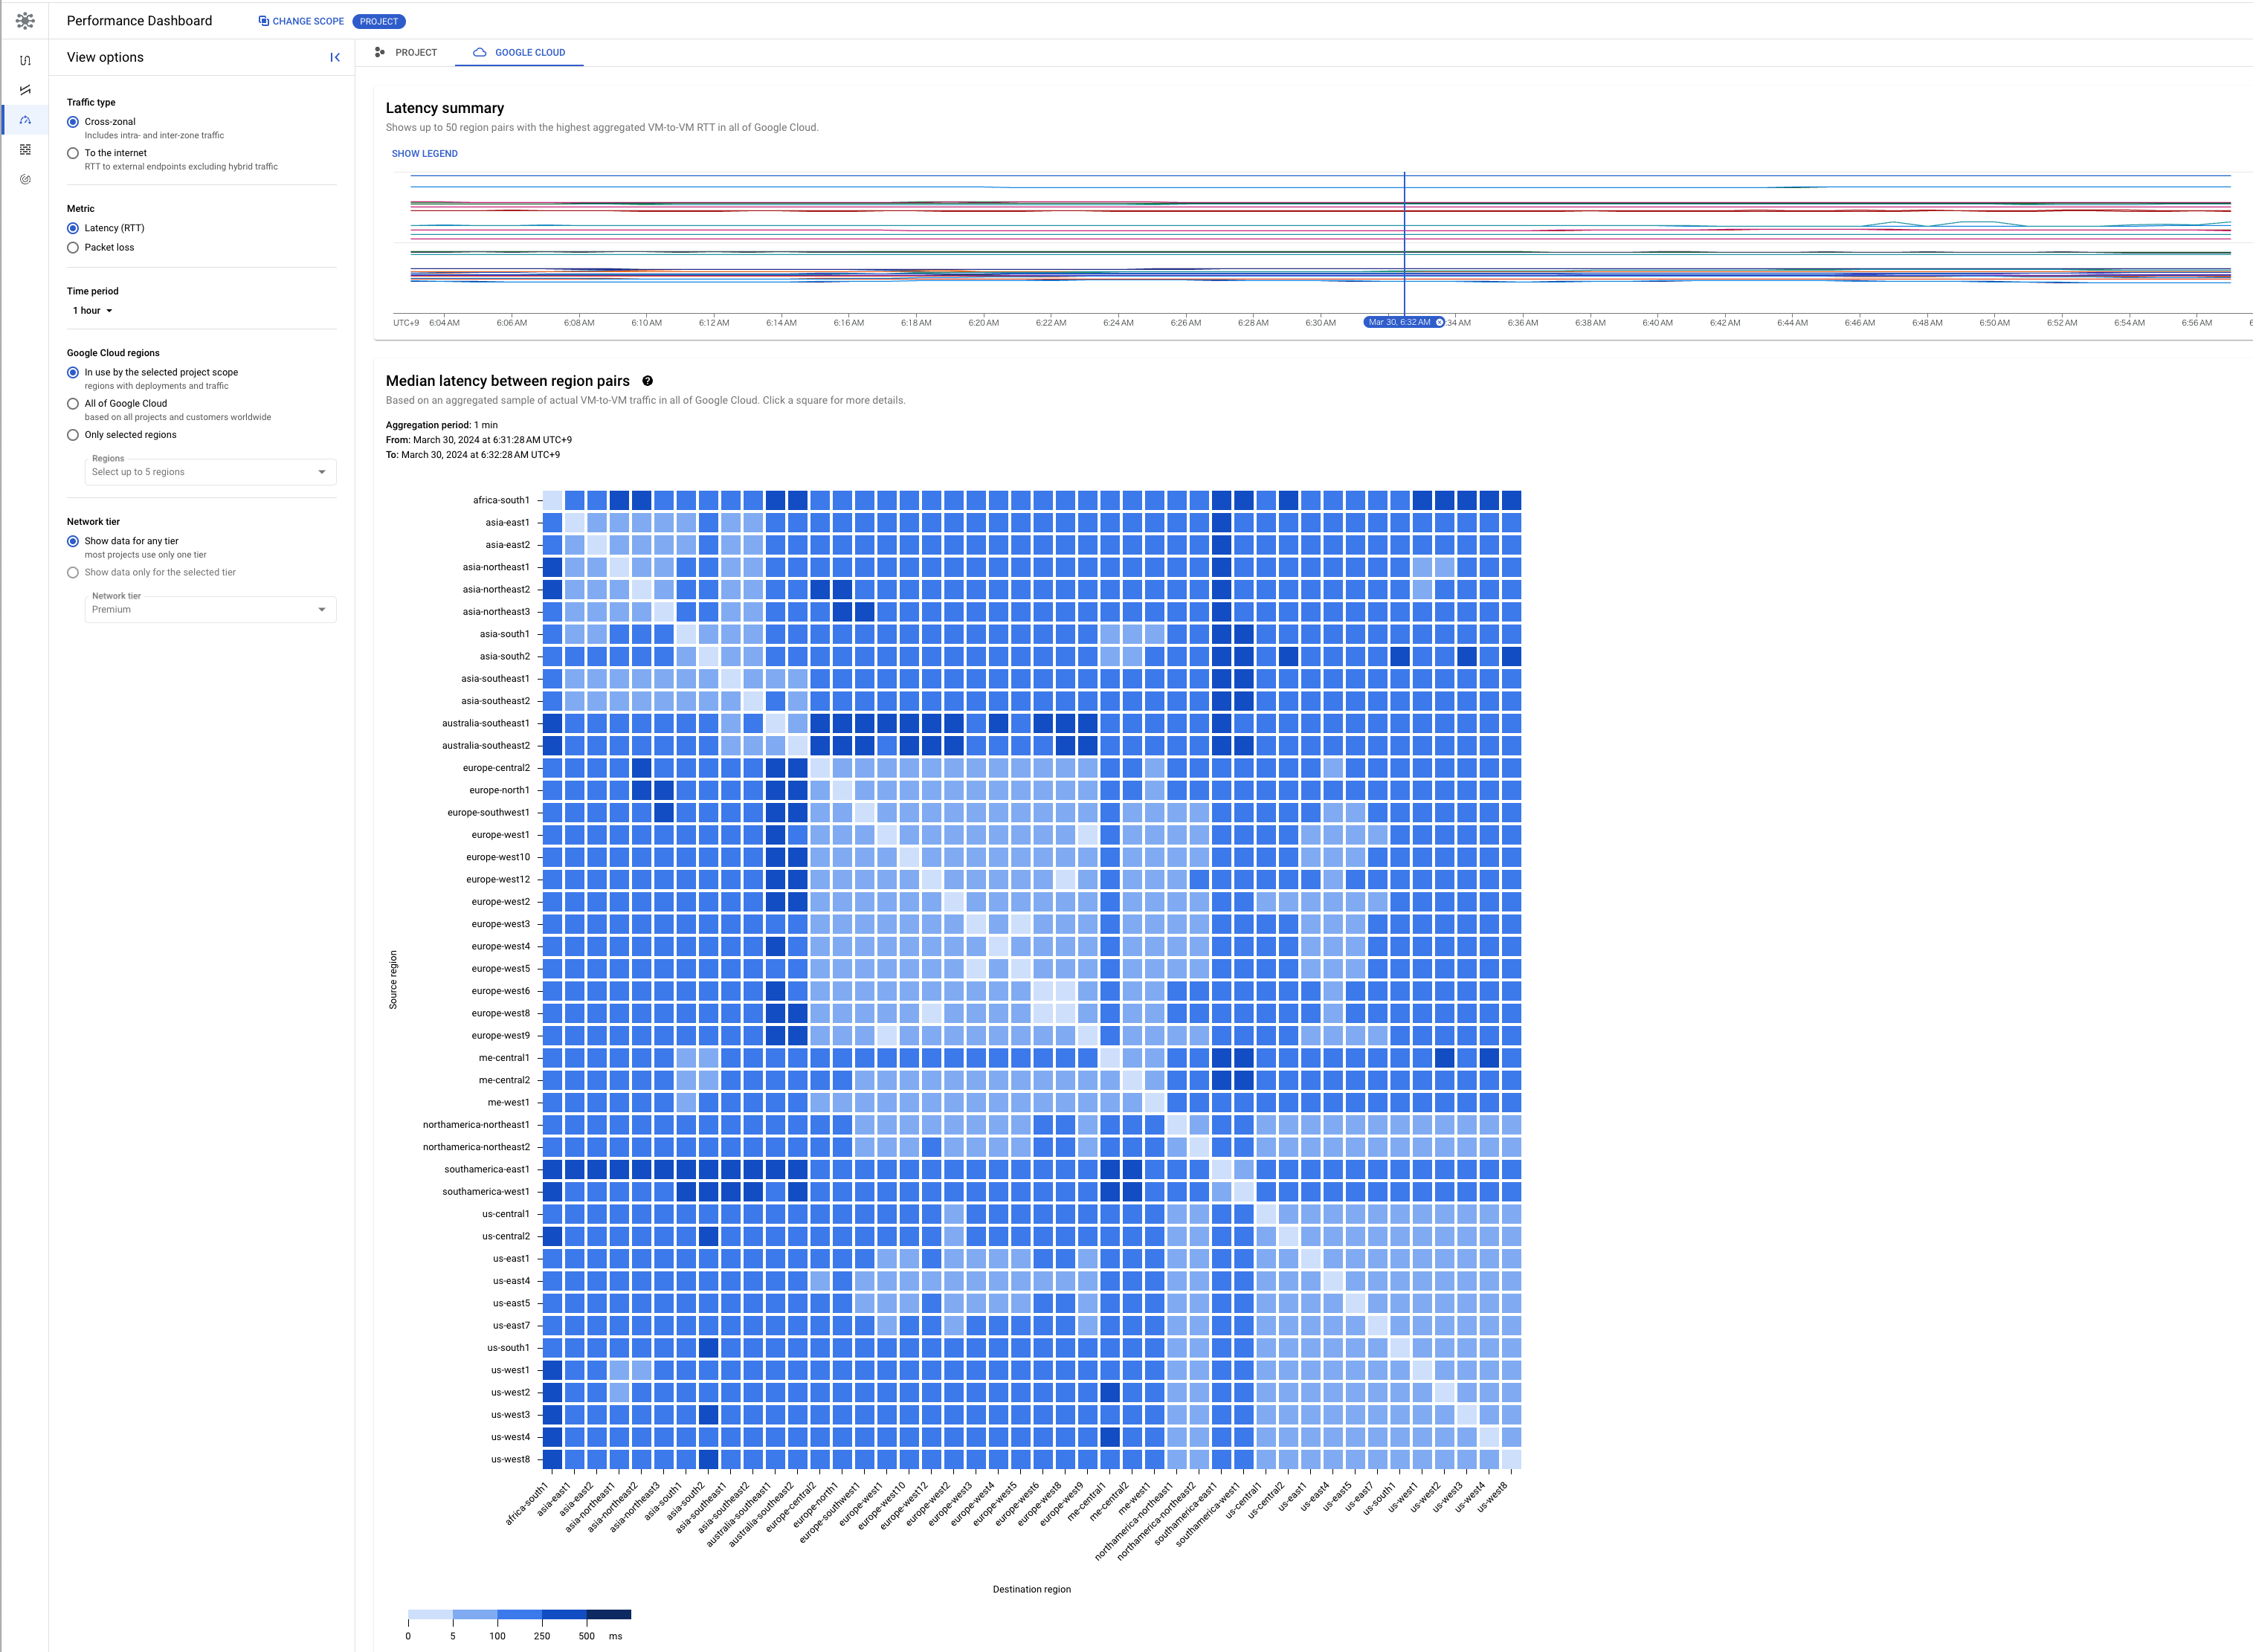 Performance Dashboard
CHANGE SCOPE
PROJECT
View options
Traffic type
Cross-zonal
Includes intra- and inter-zone traffic
To the internet
RTT to external endpoints excluding hybrid traffic
Metric
Latency (RTT)
Packet loss
Time period
1 hour
Google Cloud regions
In use by the selected project scope
regions with deployments and traffic
All of Google Cloud
based on all projects and customers worldwide
Only selected regions
Regions
Select up to 5 regions
Network tier
Show data for any tier
most projects use only one tier
Show data only for the selected tier
Network tier
Premium
PROJECT
GOOGLE CLOUD
Latency summary
Shows up to 50 region pairs with the highest aggregated VM-to-VM RTT in all of Google Cloud.
SHOW LEGEND
UTC+9 6:04 AM 6:06 AM 6:08 AM 6:10 AM 6:12 AM 6:14 AM 6:16 AM 6:18 AM 6:20 AM 6:22 AM 6:24 AM 6:26 AM 6:28 AM 6:30 AM Mar 30, 6:32 AM :34 AM 6:36 AM 6:38 AM 6:40 AM 6:42 AM 6:44 AM 6:46 AM 6:48 AM 6:50 AM 6:52 AM 6:54 AM 6:56 AM 6
Median latency between region pairs
Based on an aggregated sample of actual VM-to-VM traffic in all of Google Cloud. Click a square for more details.
Aggregation period: 1 min
From: March 30, 2024 at 6:31:28 AM UTC+9
To: March 30, 2024 at 6:32:28 AM UTC+9
Source region
africa-south1
asia-east1
asia-east2
asia-northeast1
asia-northeast2
asia-northeast3
asia-south1
asia-south2
asia-southeast1
asia-southeast2
australia-southeast1
australia-southeast2
europe-central2
europe-north1
europe-southwest1
europe-west1
europe-west10
europe-west12
europe-west2
europe-west3
europe-west4
europe-west5
europe-west6
europe-west8
europe-west9
me-central1
me-central2
me-west1
northamerica-northeast1
northamerica-northeast2
southamerica-east1
southamerica-west1
us-central1
us-central2
us-east1
us-east4
us-east5
us-east7
us-south1
us-west1
us-west2
us-west3
us-west4
us-west8
africa-south1
asia-east1
asia-east2
asia-northeast1
asia-northeast2
asia-northeast3
asia-south1
asia-south2
asia-southeast1
asia-southeast2
australia-southeast1
australia-southeast2
europe-central2
europe-north1
europe-southwest1
europe-west1
europe-west10
europe-west12
europe-west2
europe-west3
europe-west4
europe-west5
europe-west6
europe-west8
europe-west9
me-central1
me-central2
me-west1
northamerica-northeast1
northamerica-northeast2
southamerica-east1
southamerica-west1
us-central1
us-central2
us-east1
us-east4
us-east5
us-east7
us-south1
us-west1
us-west2
us-west3
us-west4
us-west8
Destination region
0 5 100 250 500 ms